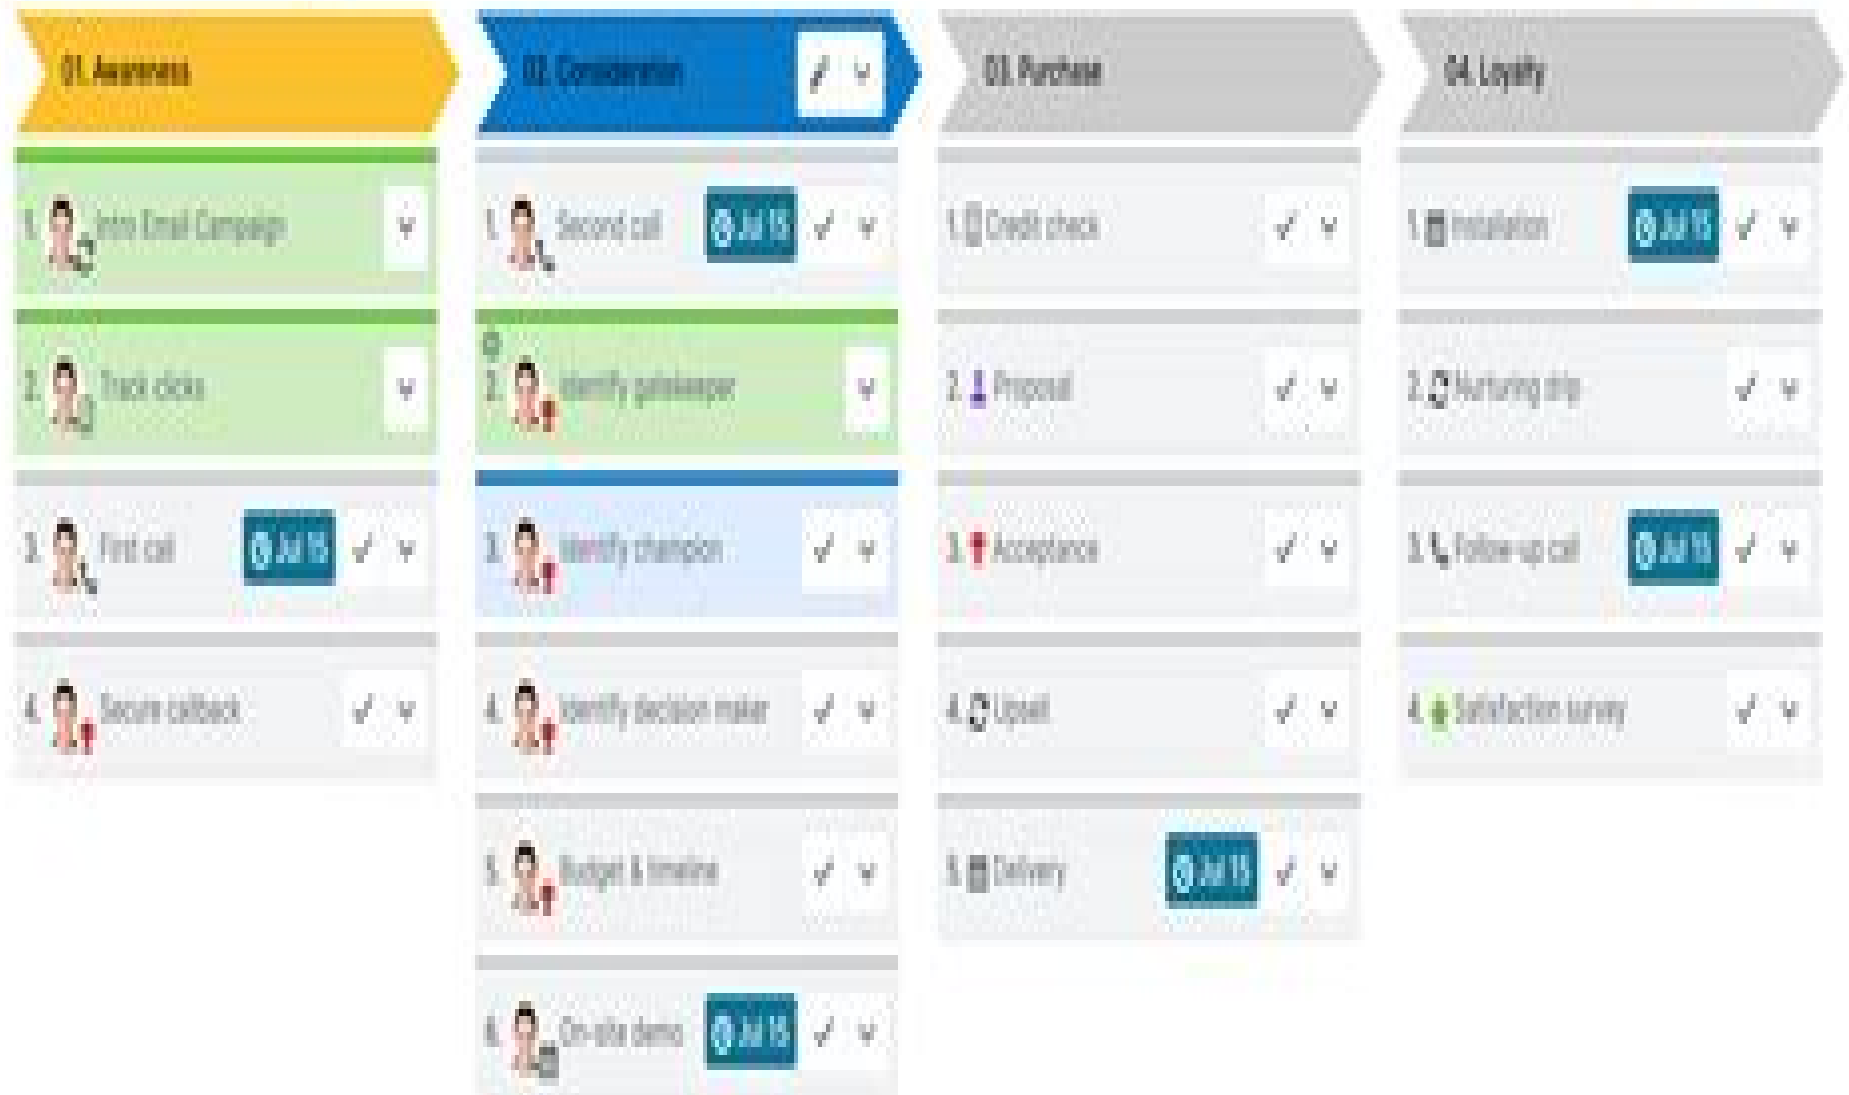 01. Awareness
1. Intro Email Campaign
2. Track clicks
3. First call Jul 15
4. Secure callback
02. Consideration
1. Second call Jul 15
2. Identify gatekeeper
3. Identify champion
4. Identify decision maker
5. Budget & timeline
6. On-site demo Jul 15
03. Purchase
1. Credit check
2. Proposal
3. Acceptance
4. Upsell
5. Delivery Jul 15
04. Loyalty
1. Installation Jul 15
2. Nurturing drip
3. Follow-up call Jul 15
4. Satisfaction survey